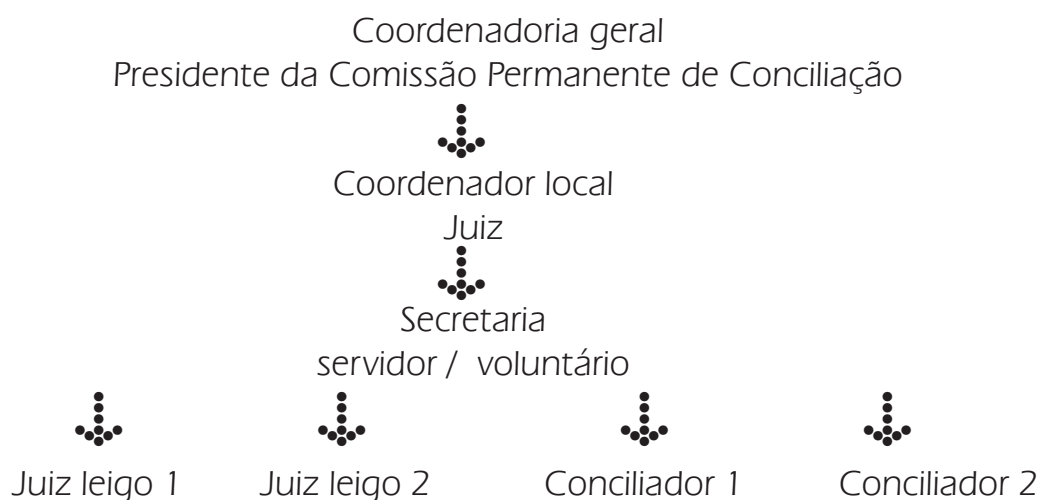 Coordenadoria geral
Presidente da Comissão Permanente de Conciliação
Coordenador local
Juiz
Secretaria
servidor / voluntário
Juiz leigo 1 Juiz leigo 2 Conciliador 1 Conciliador 2